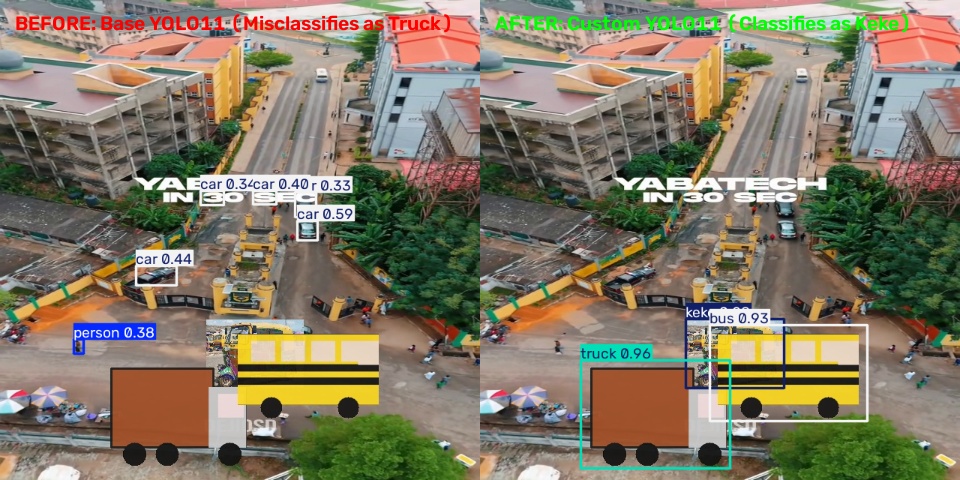 BEFORE: Base YOLO11 (Misclassifies as Truck)
AFTER: Custom YOLO11 (Classifies as Keke)
car 0.34
car 0.40
r 0.33
IN 30 SEC
car 0.59
car 0.44
person 0.38
YABATECH
IN 30 SEC
bus 0.93
truck 0.96